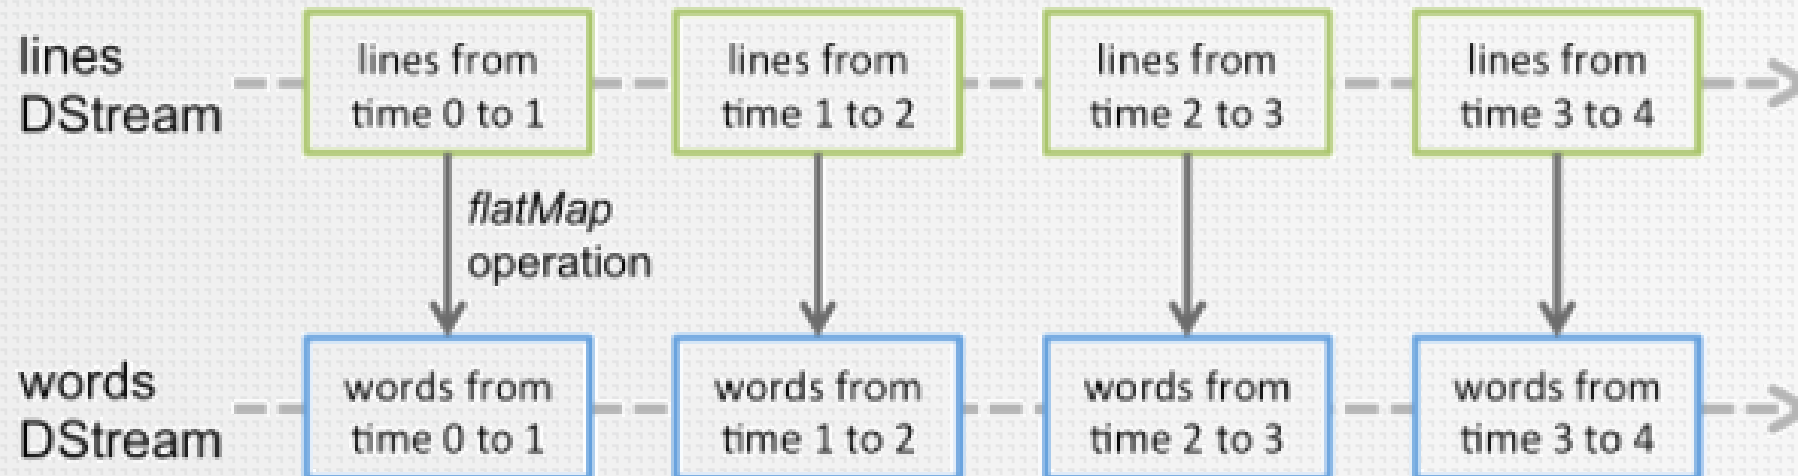 lines
DStream
lines from
time 0 to 1
lines from
time 1 to 2
lines from
time 2 to 3
lines from
time 3 to 4
flatMap
operation
words
DStream
words from
time 0 to 1
words from
time 1 to 2
words from
time 2 to 3
words from
time 3 to 4